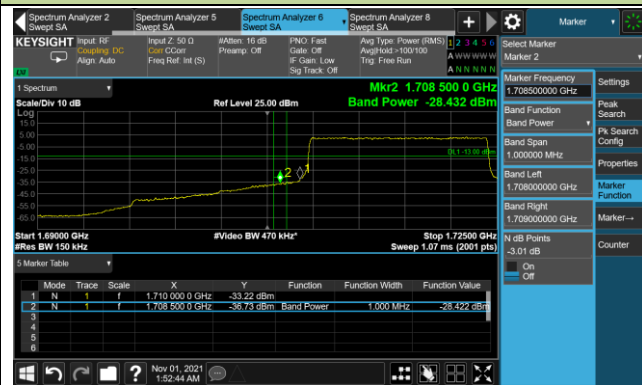 Spectrum Analyzer 2
Swept SA
Spectrum Analyzer 5
Swept SA
Spectrum Analyzer 6
Swept SA
Spectrum Analyzer 8
Swept SA
Marker
KEYSIGHT
Input: RF
Coupling: DC
Align: Auto
Input Z: 50 Ω
Corr CCorr
Freq Ref: Int (S)
#Atten: 16 dB
Preamp: Off
PNO: Fast
Gate: Off
IF Gain: Low
Sig Track: Off
Avg Type: Power (RMS)
Avg|Hold:>100/100
Trig: Free Run
1 2 3 4 5 6
A W W W W W
A N N N N N
Select Marker
Marker 2
1 Spectrum
Mkr2 1.708 500 0 GHz
Scale/Div 10 dB
Ref Level 25.00 dBm
Band Power -28.432 dBm
Log
15.0
5.00
-5.00
-15.0
-25.0
-35.0
-45.0
-55.0
-65.0
DL1 -13.00 dBm
2
1
Start 1.69000 GHz
#Video BW 470 kHz*
Stop 1.72500 GHz
#Res BW 150 kHz
Sweep 1.07 ms (2001 pts)
5 Marker Table
Mode Trace Scale X Y Function Function Width Function Value
1 N 1 f 1.710 000 0 GHz -33.22 dBm
2 N 1 f 1.708 500 0 GHz -36.73 dBm Band Power 1.000 MHz -28.422 dBm
3
4
5
6
Marker Frequency
1.708500000 GHz
Band Function
Band Power
Band Span
1.000000 MHz
Band Left
1.708000000 GHz
Band Right
1.709000000 GHz
N dB Points
-3.01 dB
On
Off
Settings
Peak
Search
Pk Search
Config
Properties
Marker
Function
Marker→
Counter
Nov 01, 2021
1:52:44 AM